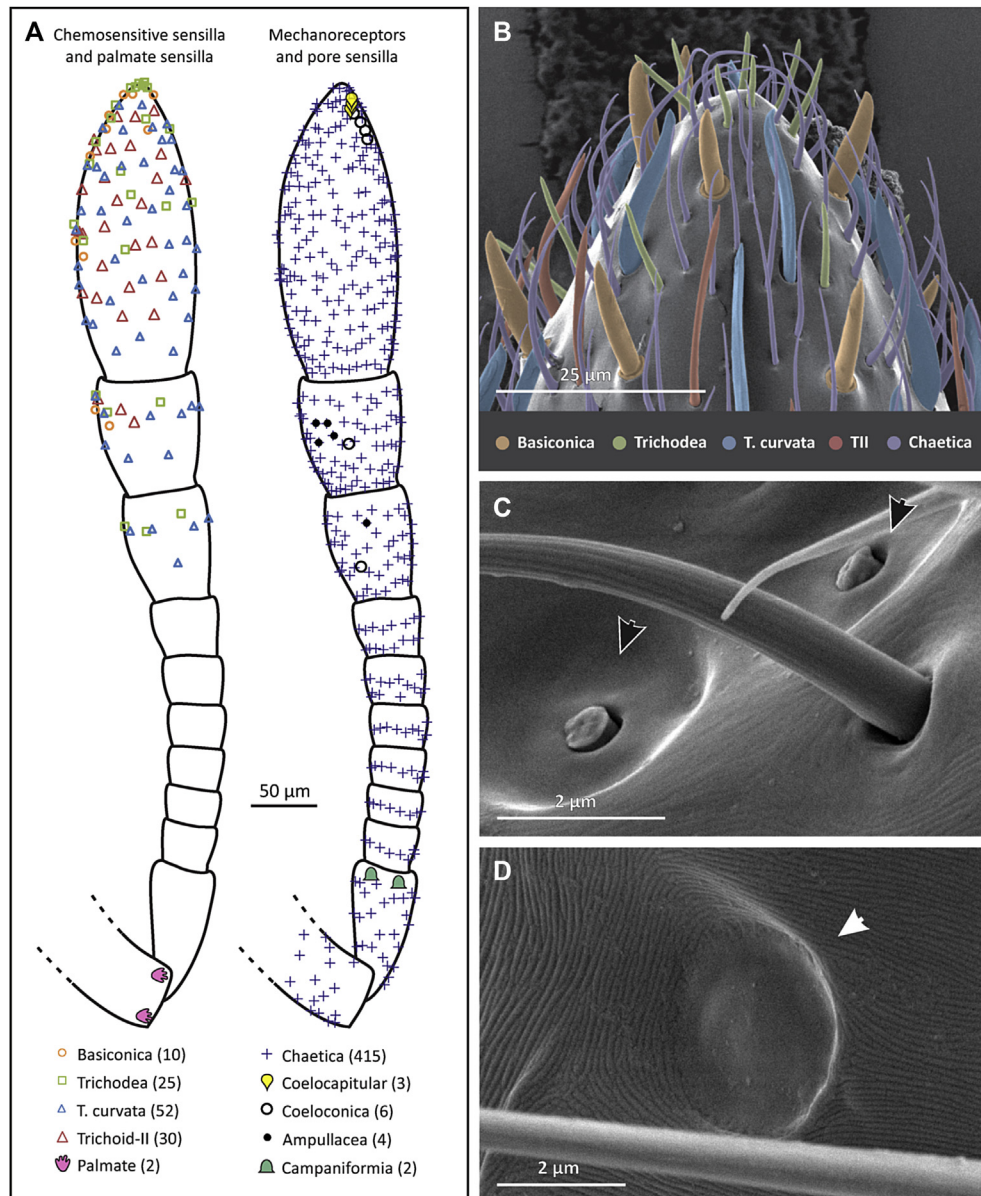 A
Chemosensitive sensilla
and palmate sensilla
Mechanoreceptors
and pore sensilla
50 µm
Basiconica (10)
Trichodea (25)
T. curvata (52)
Trichoid-II (30)
Palmate (2)
Chaetica (415)
Coelocapitular (3)
Coeloconica (6)
Ampullacea (4)
Campaniformia (2)
B
25 µm
Basiconica Trichodea T. curvata TII Chaetica
C
2 µm
D
2 µm